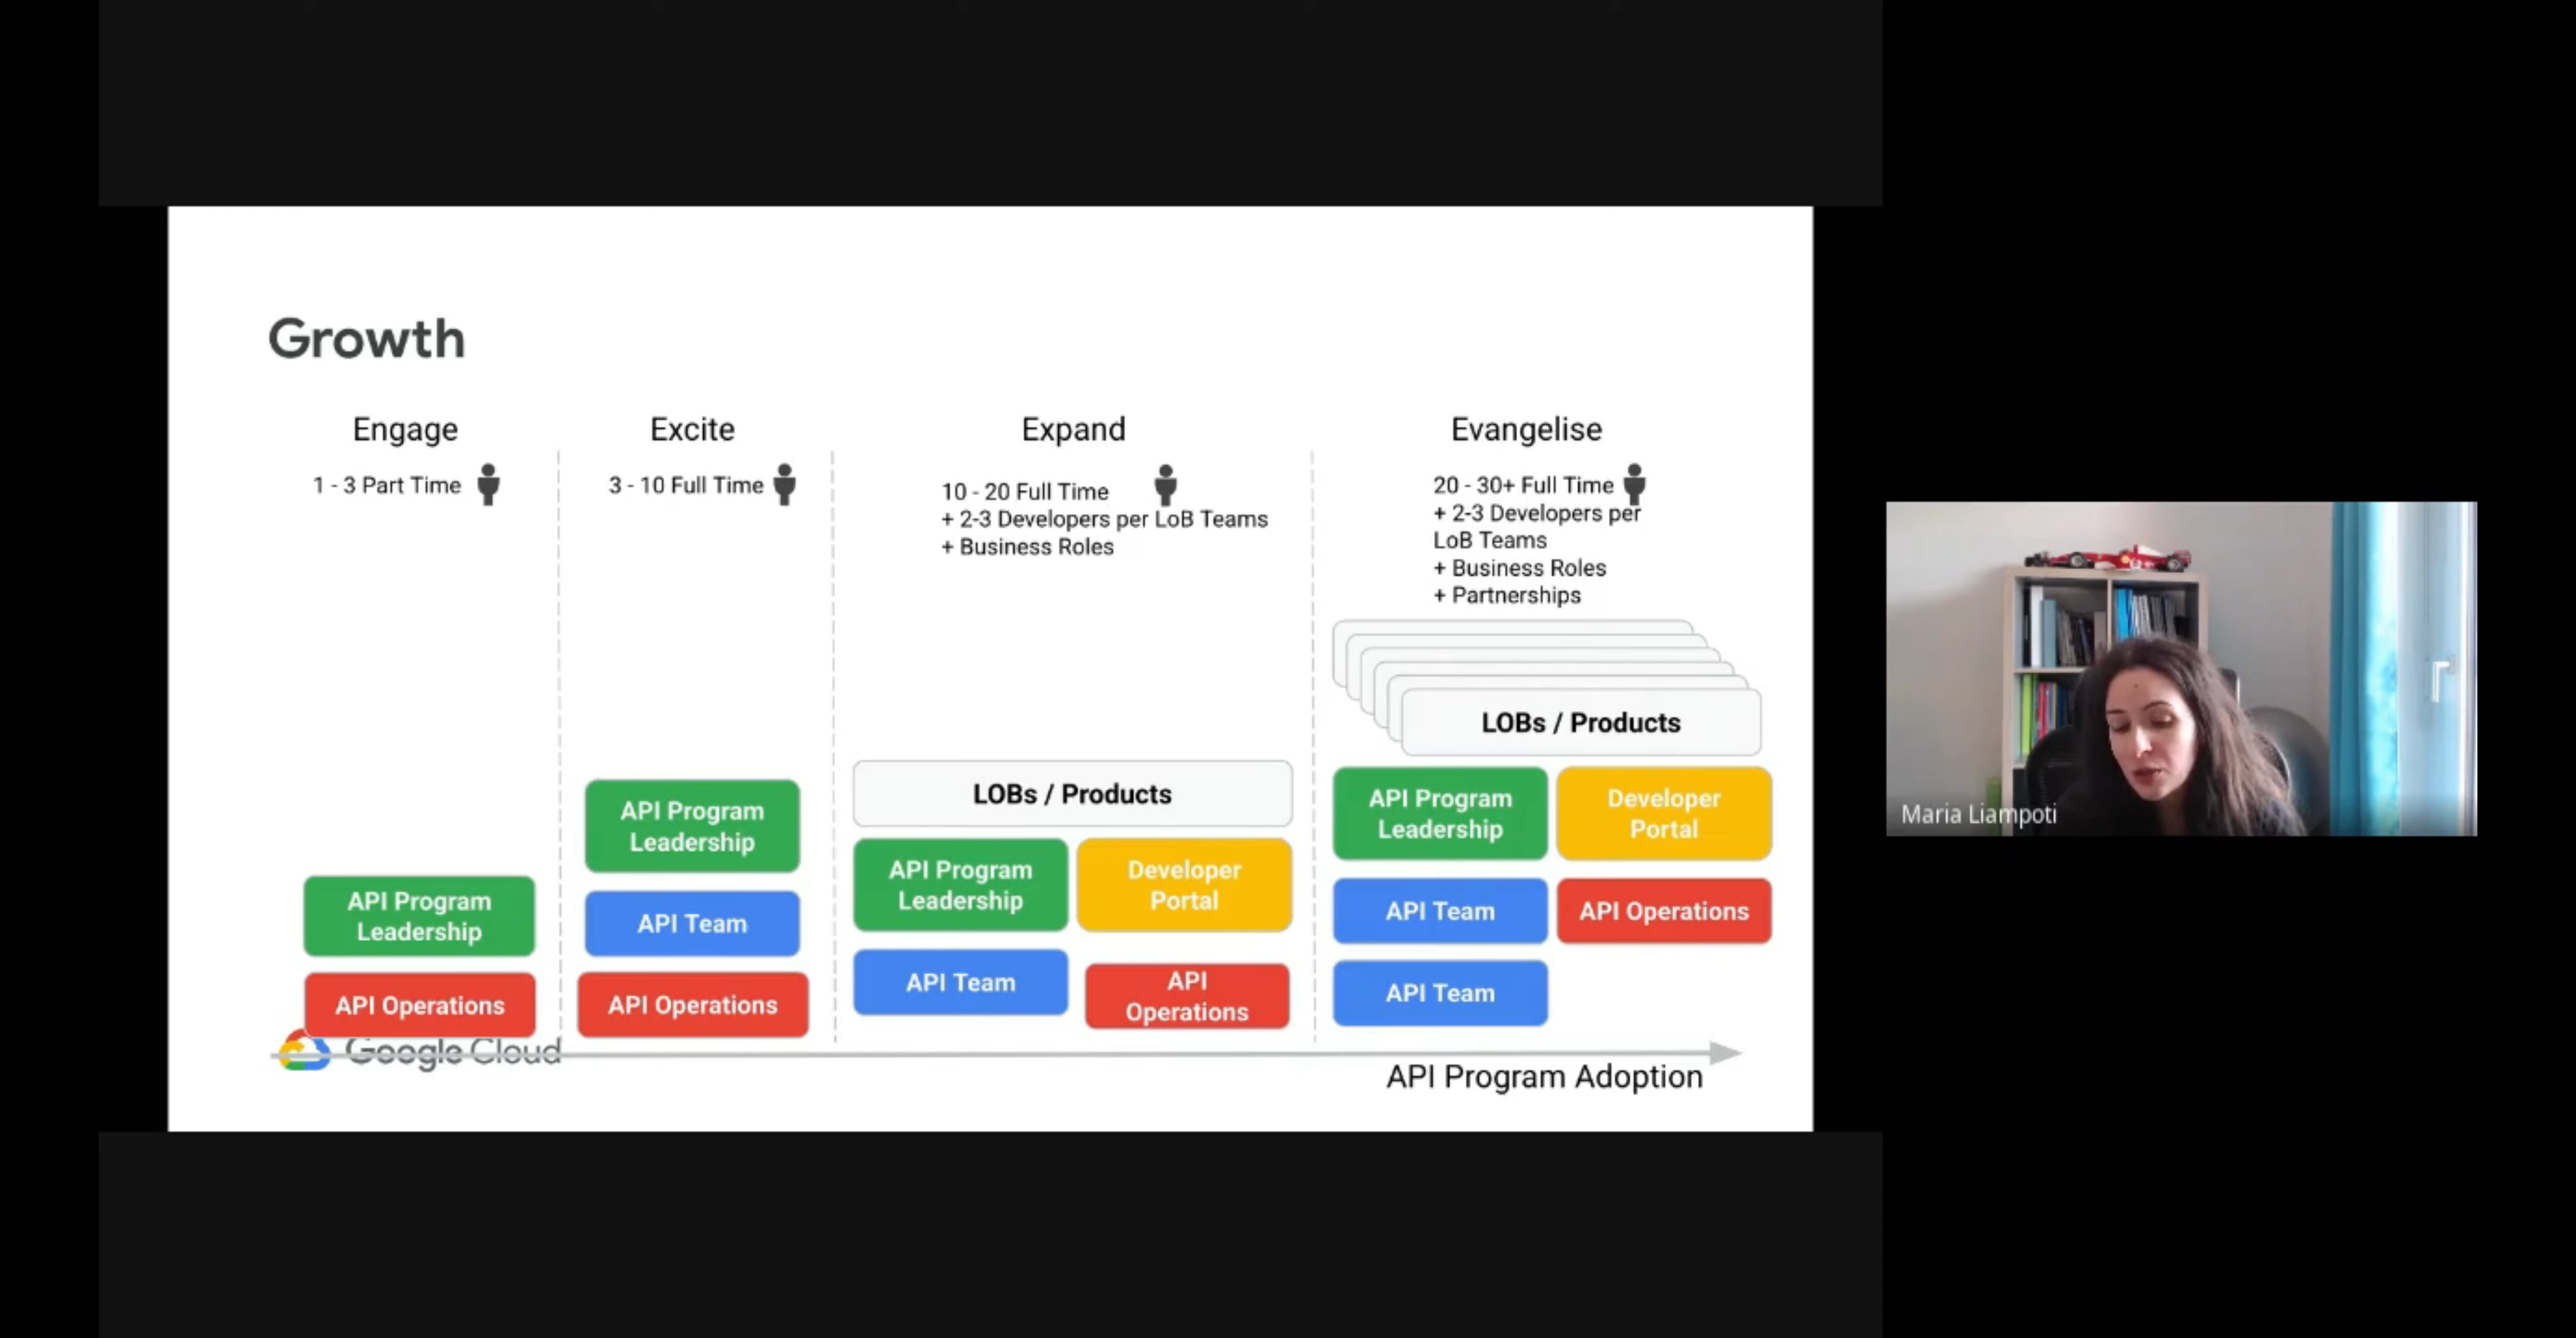 Growth
Engage
1 - 3 Part Time
API Program
Leadership
API Operations
Google Cloud
Excite
3 - 10 Full Time
API Program
Leadership
API Team
API Operations
Expand
10 - 20 Full Time
+ 2-3 Developers per LoB Teams
+ Business Roles
LOBs / Products
API Program
Leadership
Developer
Portal
API Team
API
Operations
Evangelise
20 - 30+ Full Time
+ 2-3 Developers per
LoB Teams
+ Business Roles
+ Partnerships
LOBs / Products
API Program
Leadership
Developer
Portal
API Team
API Operations
API Team
API Program Adoption
Maria Liampoti